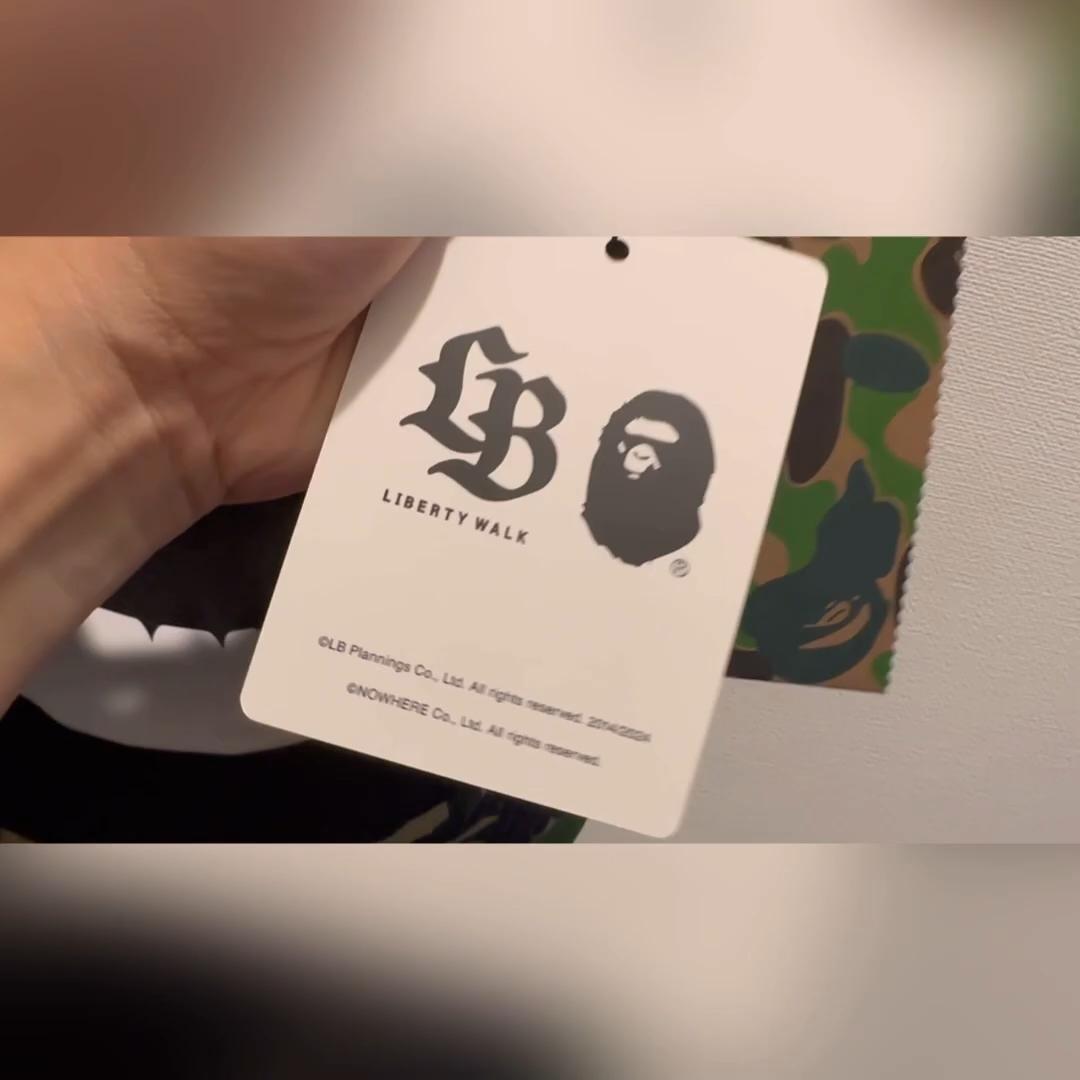 LB
LIBERTY WALK
®
©LB Plannings Co., Ltd. All rights reserved. 2014-2024
©NOWHERE Co., Ltd. All rights reserved.